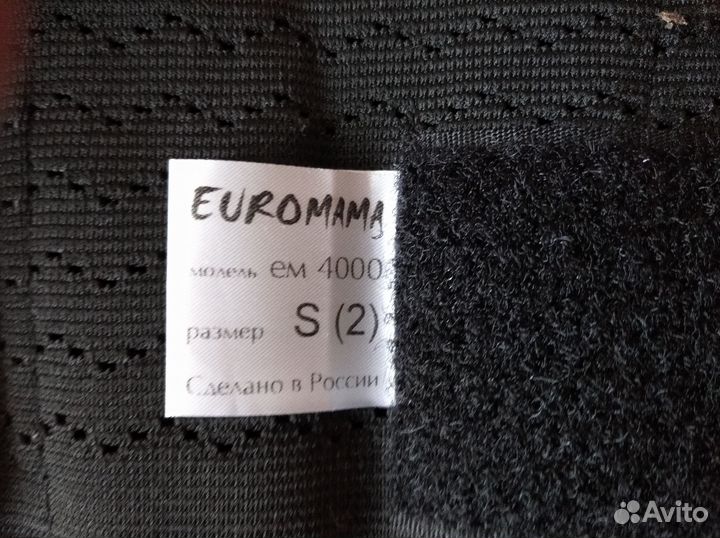 EUROMAMA
модель ем 4000
размер S (2)
Сделано в России
Avito